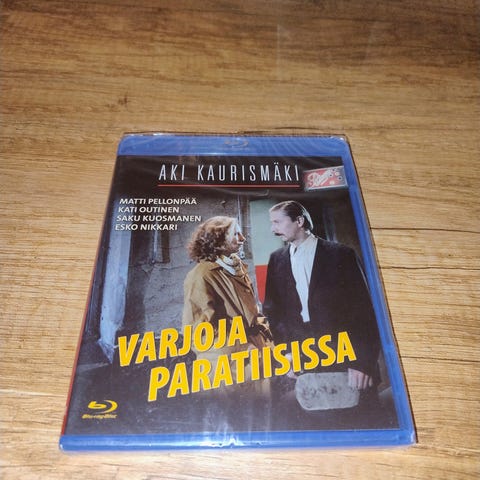 AKI KAURISMÄKI
MATTI PELLONPÄÄ
KATI OUTINEN
SAKU KUOSMANEN
ESKO NIKKARI
VARJOJA
PARATIISISSA
Blu-ray Disc